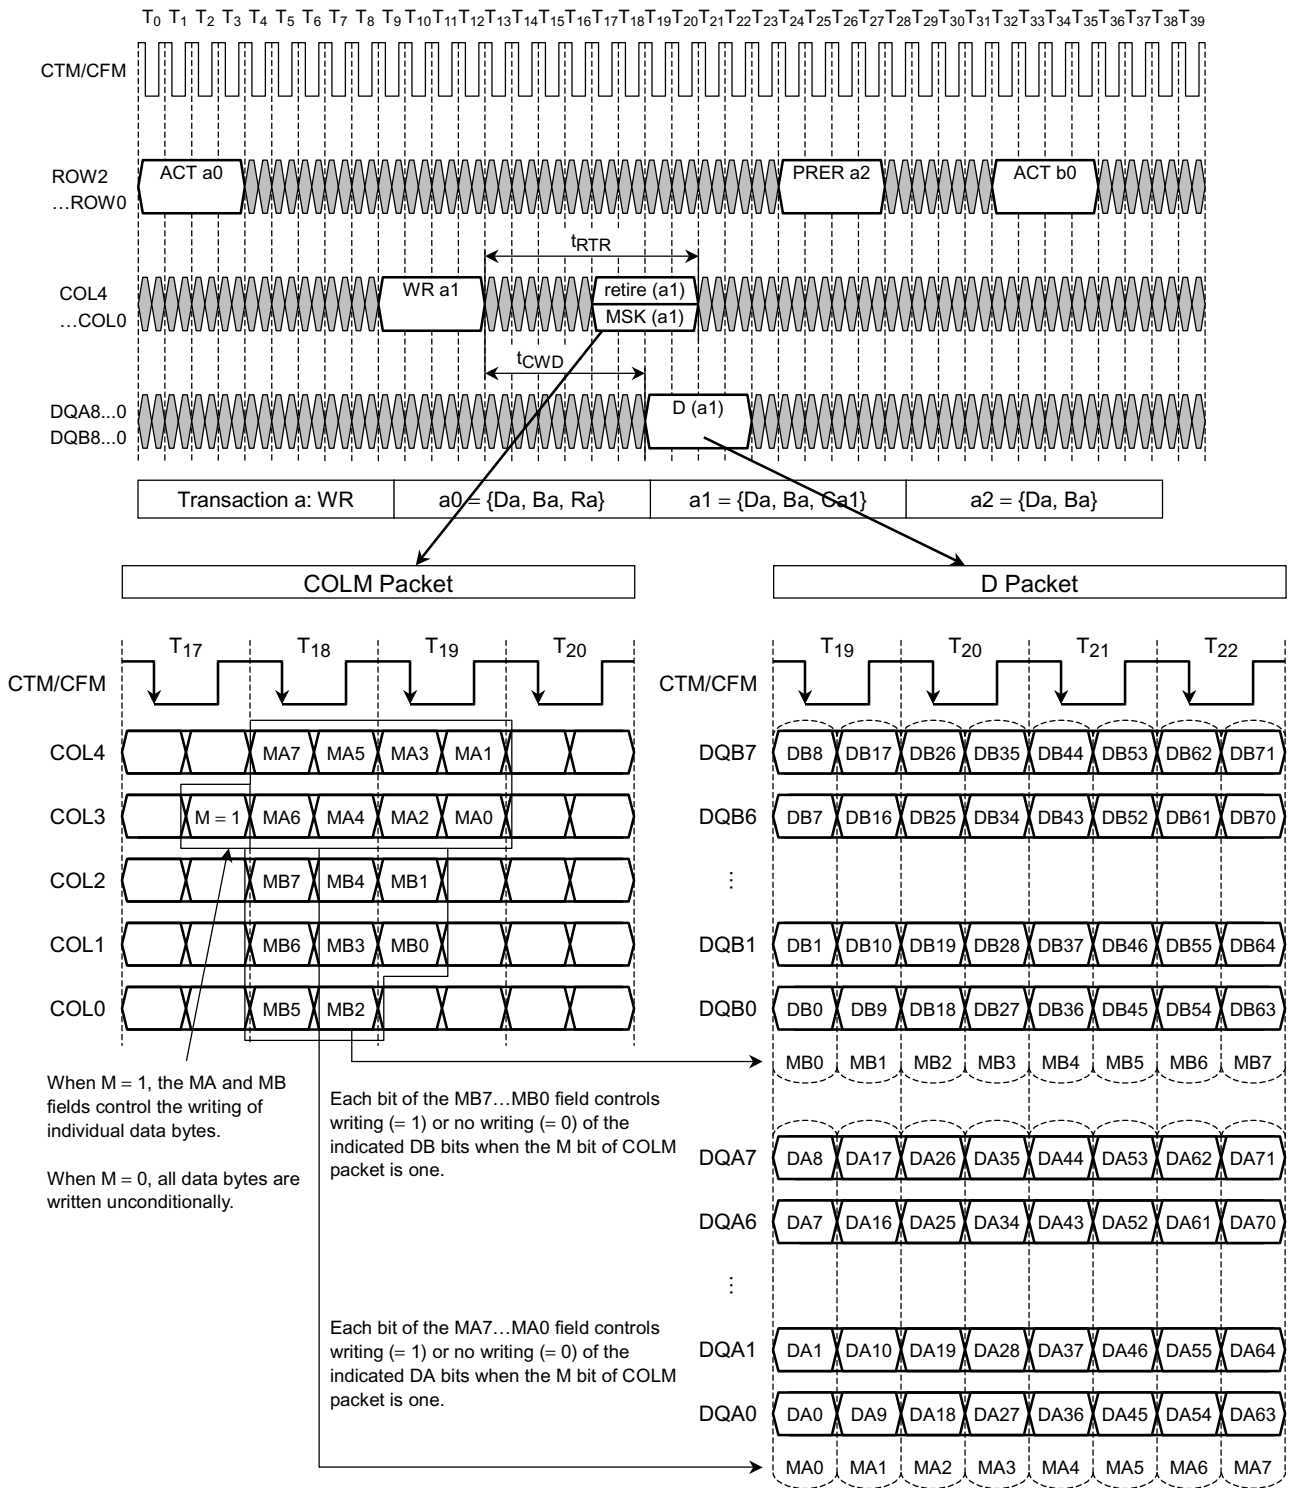 T0 T1 T2 T3 T4 T5 T6 T7 T8 T9 T10 T11 T12 T13 T14 T15 T16 T17 T18 T19 T20 T21 T22 T23 T24 T25 T26 T27 T28 T29 T30 T31 T32 T33 T34 T35 T36 T37 T38 T39
CTM/CFM
ROW2
…ROW0
ACT a0
PRER a2
ACT b0
tRTR
COL4
…COL0
WR a1
retire (a1)
MSK (a1)
tCWD
DQA8...0
DQB8...0
D (a1)
Transaction a: WR
a0 = {Da, Ba, Ra}
a1 = {Da, Ba, Ca1}
a2 = {Da, Ba}
COLM Packet
T17 T18 T19 T20
CTM/CFM
COL4 MA7 MA5 MA3 MA1
COL3 M = 1 MA6 MA4 MA2 MA0
COL2 MB7 MB4 MB1
COL1 MB6 MB3 MB0
COL0 MB5 MB2
When M = 1, the MA and MB
fields control the writing of
individual data bytes.
When M = 0, all data bytes are
written unconditionally.
Each bit of the MB7…MB0 field controls
writing (= 1) or no writing (= 0) of the
indicated DB bits when the M bit of COLM
packet is one.
Each bit of the MA7…MA0 field controls
writing (= 1) or no writing (= 0) of the
indicated DA bits when the M bit of COLM
packet is one.
D Packet
T19 T20 T21 T22
CTM/CFM
DQB7 DB8 DB17 DB26 DB35 DB44 DB53 DB62 DB71
DQB6 DB7 DB16 DB25 DB34 DB43 DB52 DB61 DB70
⋮
DQB1 DB1 DB10 DB19 DB28 DB37 DB46 DB55 DB64
DQB0 DB0 DB9 DB18 DB27 DB36 DB45 DB54 DB63
MB0 MB1 MB2 MB3 MB4 MB5 MB6 MB7
DQA7 DA8 DA17 DA26 DA35 DA44 DA53 DA62 DA71
DQA6 DA7 DA16 DA25 DA34 DA43 DA52 DA61 DA70
⋮
DQA1 DA1 DA10 DA19 DA28 DA37 DA46 DA55 DA64
DQA0 DA0 DA9 DA18 DA27 DA36 DA45 DA54 DA63
MA0 MA1 MA2 MA3 MA4 MA5 MA6 MA7